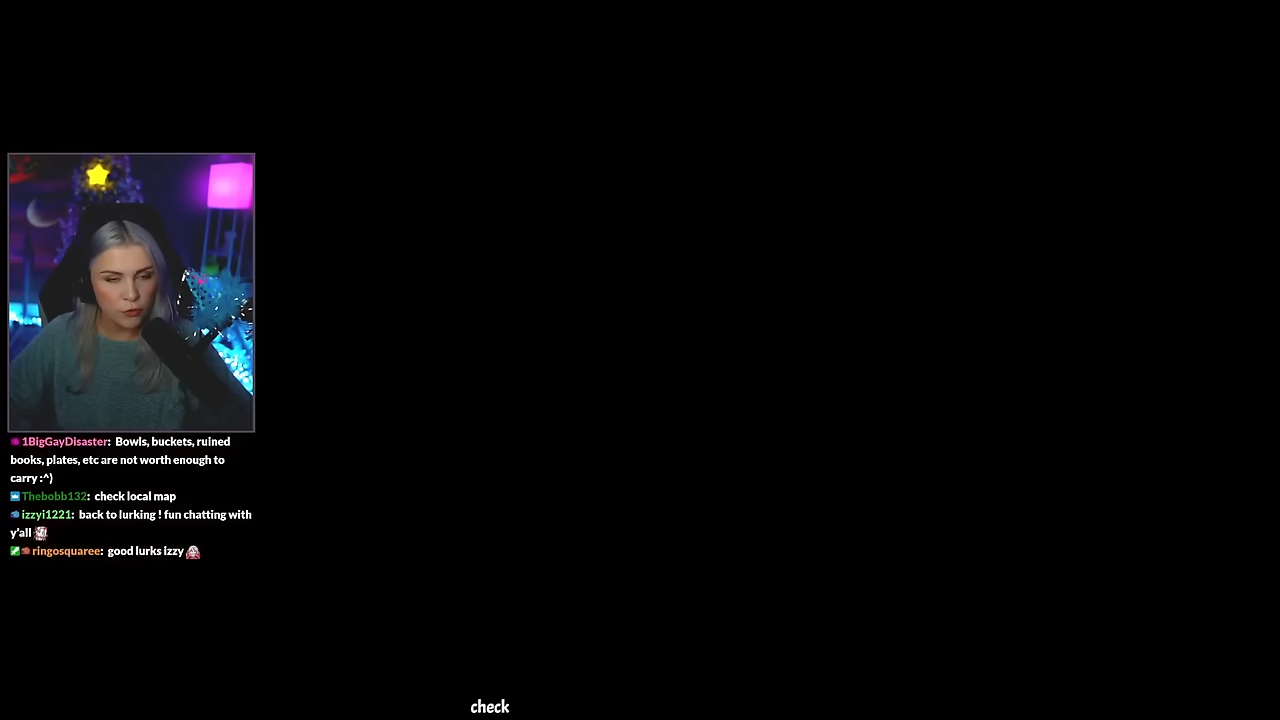 1BigGayDisaster: Bowls, buckets, ruined
books, plates, etc are not worth enough to
carry :^)
Thebobb132: check local map
izzyi1221: back to lurking ! fun chatting with
y'all
ringosquaree: good lurks izzy
check